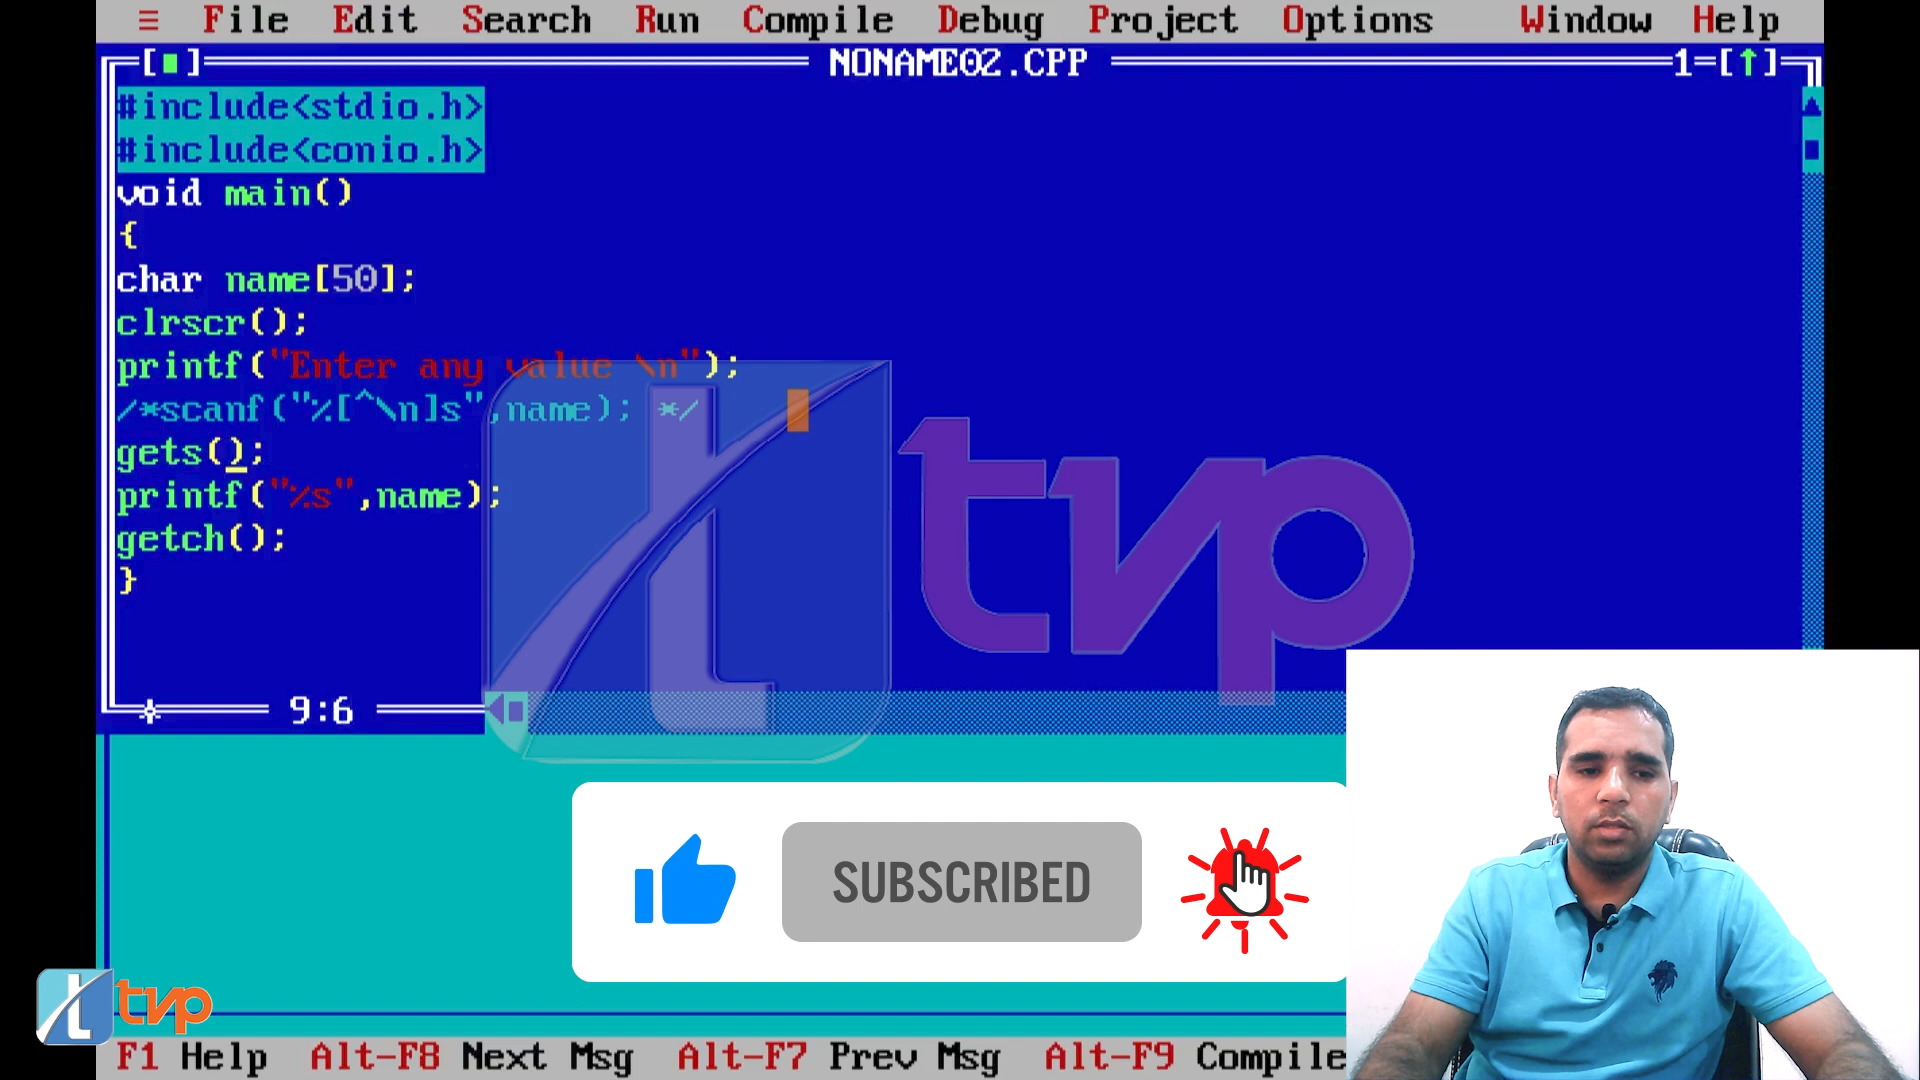 ≡ File Edit Search Run Compile Debug Project Options Window Help
[■] NONAME02.CPP 1=[↑]
#include<stdio.h>
#include<conio.h>
void main()
{
char name[50];
clrscr();
printf("Enter any value \n");
/*scanf("%[^\n]s",name); */
gets();
printf("%s",name);
getch();
}
9:6
tvp
SUBSCRIBED
tvp
F1 Help Alt-F8 Next Msg Alt-F7 Prev Msg Alt-F9 Compile